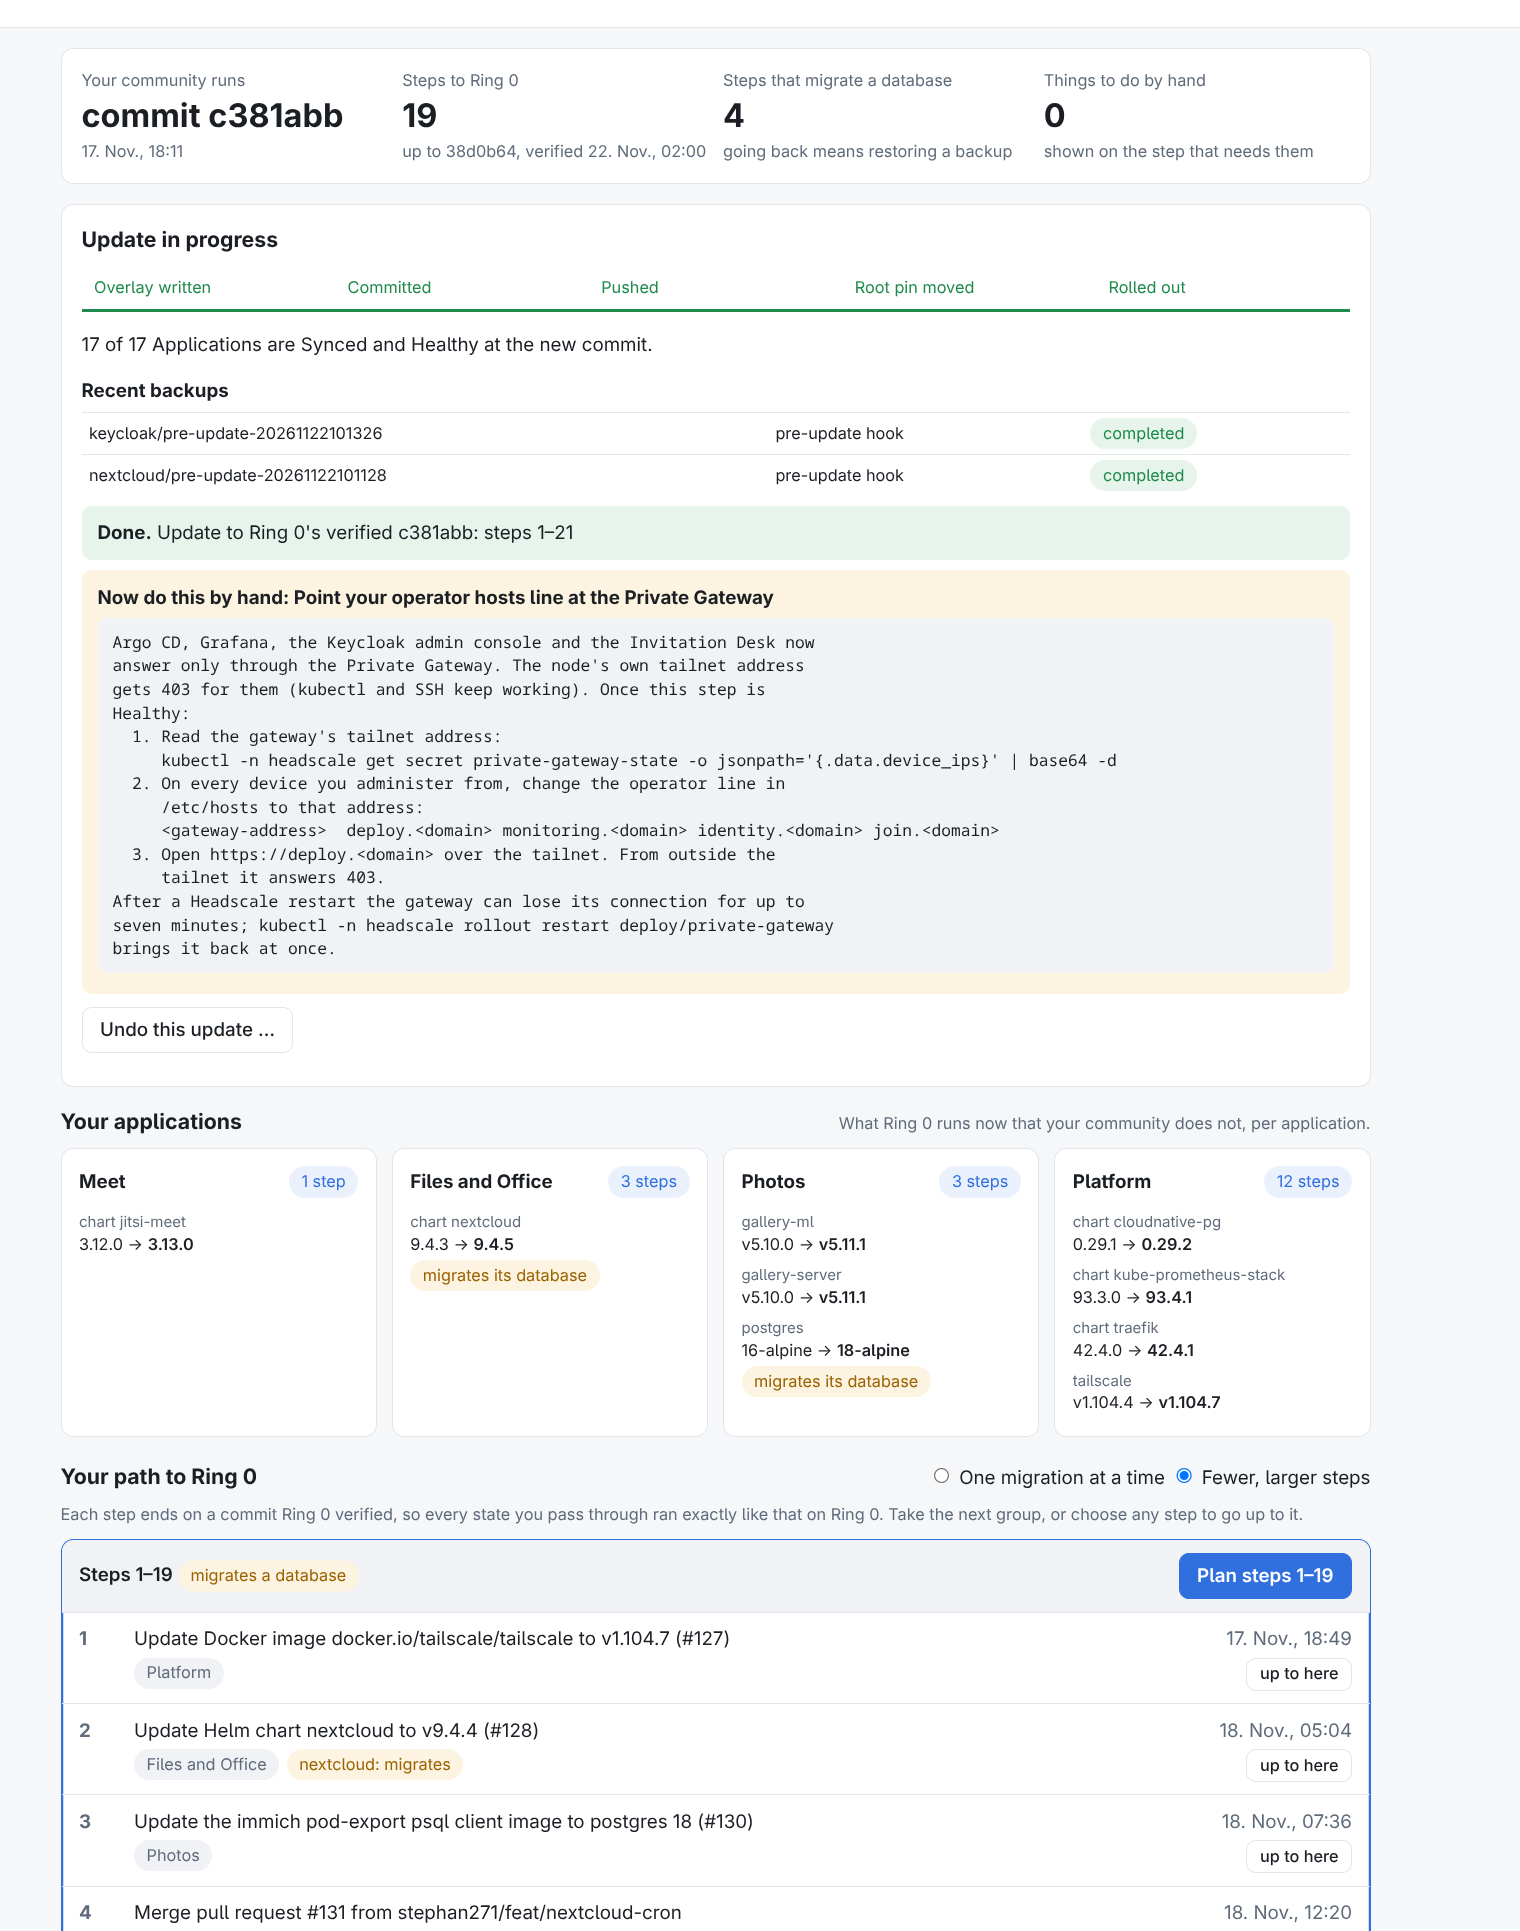 Your community runs
commit c381abb
17. Nov., 18:11
Steps to Ring 0
19
up to 38d0b64, verified 22. Nov., 02:00
Steps that migrate a database
4
going back means restoring a backup
Things to do by hand
0
shown on the step that needs them
Update in progress
Overlay written
Committed
Pushed
Root pin moved
Rolled out
17 of 17 Applications are Synced and Healthy at the new commit.
Recent backups
keycloak/pre-update-20261122101326 pre-update hook completed
nextcloud/pre-update-20261122101128 pre-update hook completed
Done. Update to Ring 0's verified c381abb: steps 1–21
Now do this by hand: Point your operator hosts line at the Private Gateway
Argo CD, Grafana, the Keycloak admin console and the Invitation Desk now
answer only through the Private Gateway. The node's own tailnet address
gets 403 for them (kubectl and SSH keep working). Once this step is
Healthy:
1. Read the gateway's tailnet address:
kubectl -n headscale get secret private-gateway-state -o jsonpath='{.data.device_ips}' | base64 -d
2. On every device you administer from, change the operator line in
/etc/hosts to that address:
<gateway-address>  deploy.<domain> monitoring.<domain> identity.<domain> join.<domain>
3. Open https://deploy.<domain> over the tailnet. From outside the
tailnet it answers 403.
After a Headscale restart the gateway can lose its connection for up to
seven minutes; kubectl -n headscale rollout restart deploy/private-gateway
brings it back at once.
Undo this update ...
Your applications
What Ring 0 runs now that your community does not, per application.
Meet 1 step
chart jitsi-meet
3.12.0 → 3.13.0
Files and Office 3 steps
chart nextcloud
9.4.3 → 9.4.5
migrates its database
Photos 3 steps
gallery-ml
v5.10.0 → v5.11.1
gallery-server
v5.10.0 → v5.11.1
postgres
16-alpine → 18-alpine
migrates its database
Platform 12 steps
chart cloudnative-pg
0.29.1 → 0.29.2
chart kube-prometheus-stack
93.3.0 → 93.4.1
chart traefik
42.4.0 → 42.4.1
tailscale
v1.104.4 → v1.104.7
Your path to Ring 0
One migration at a time
Fewer, larger steps
Each step ends on a commit Ring 0 verified, so every state you pass through ran exactly like that on Ring 0. Take the next group, or choose any step to go up to it.
Steps 1–19 migrates a database
Plan steps 1–19
1 Update Docker image docker.io/tailscale/tailscale to v1.104.7 (#127) 17. Nov., 18:49
Platform up to here
2 Update Helm chart nextcloud to v9.4.4 (#128) 18. Nov., 05:04
Files and Office nextcloud: migrates up to here
3 Update the immich pod-export psql client image to postgres 18 (#130) 18. Nov., 07:36
Photos up to here
4 Merge pull request #131 from stephan271/feat/nextcloud-cron 18. Nov., 12:20